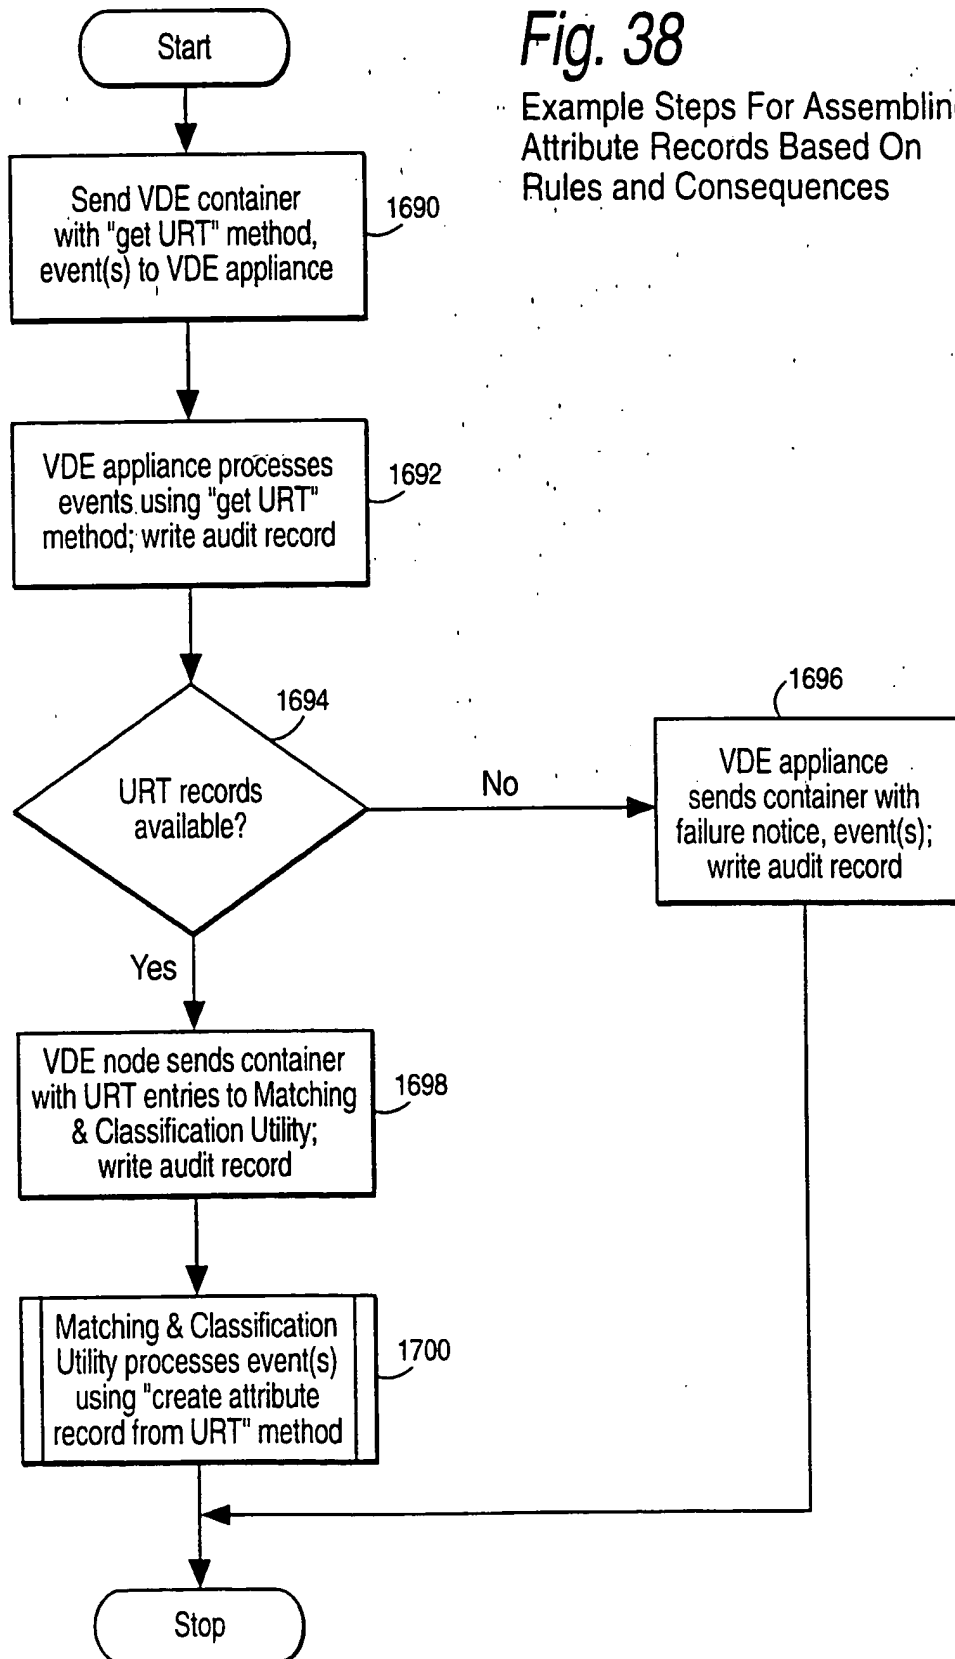 Start
Fig. 38
Example Steps For Assembling
Attribute Records Based On
Rules and Consequences
Send VDE container
with "get URT" method,
event(s) to VDE appliance
1690
VDE appliance processes
events using "get URT"
method; write audit record
1692
URT records
available?
1694
No
Yes
1696
VDE appliance
sends container with
failure notice, event(s);
write audit record
VDE node sends container
with URT entries to Matching
& Classification Utility;
write audit record
1698
Matching & Classification
Utility processes event(s)
using "create attribute
record from URT" method
1700
Stop